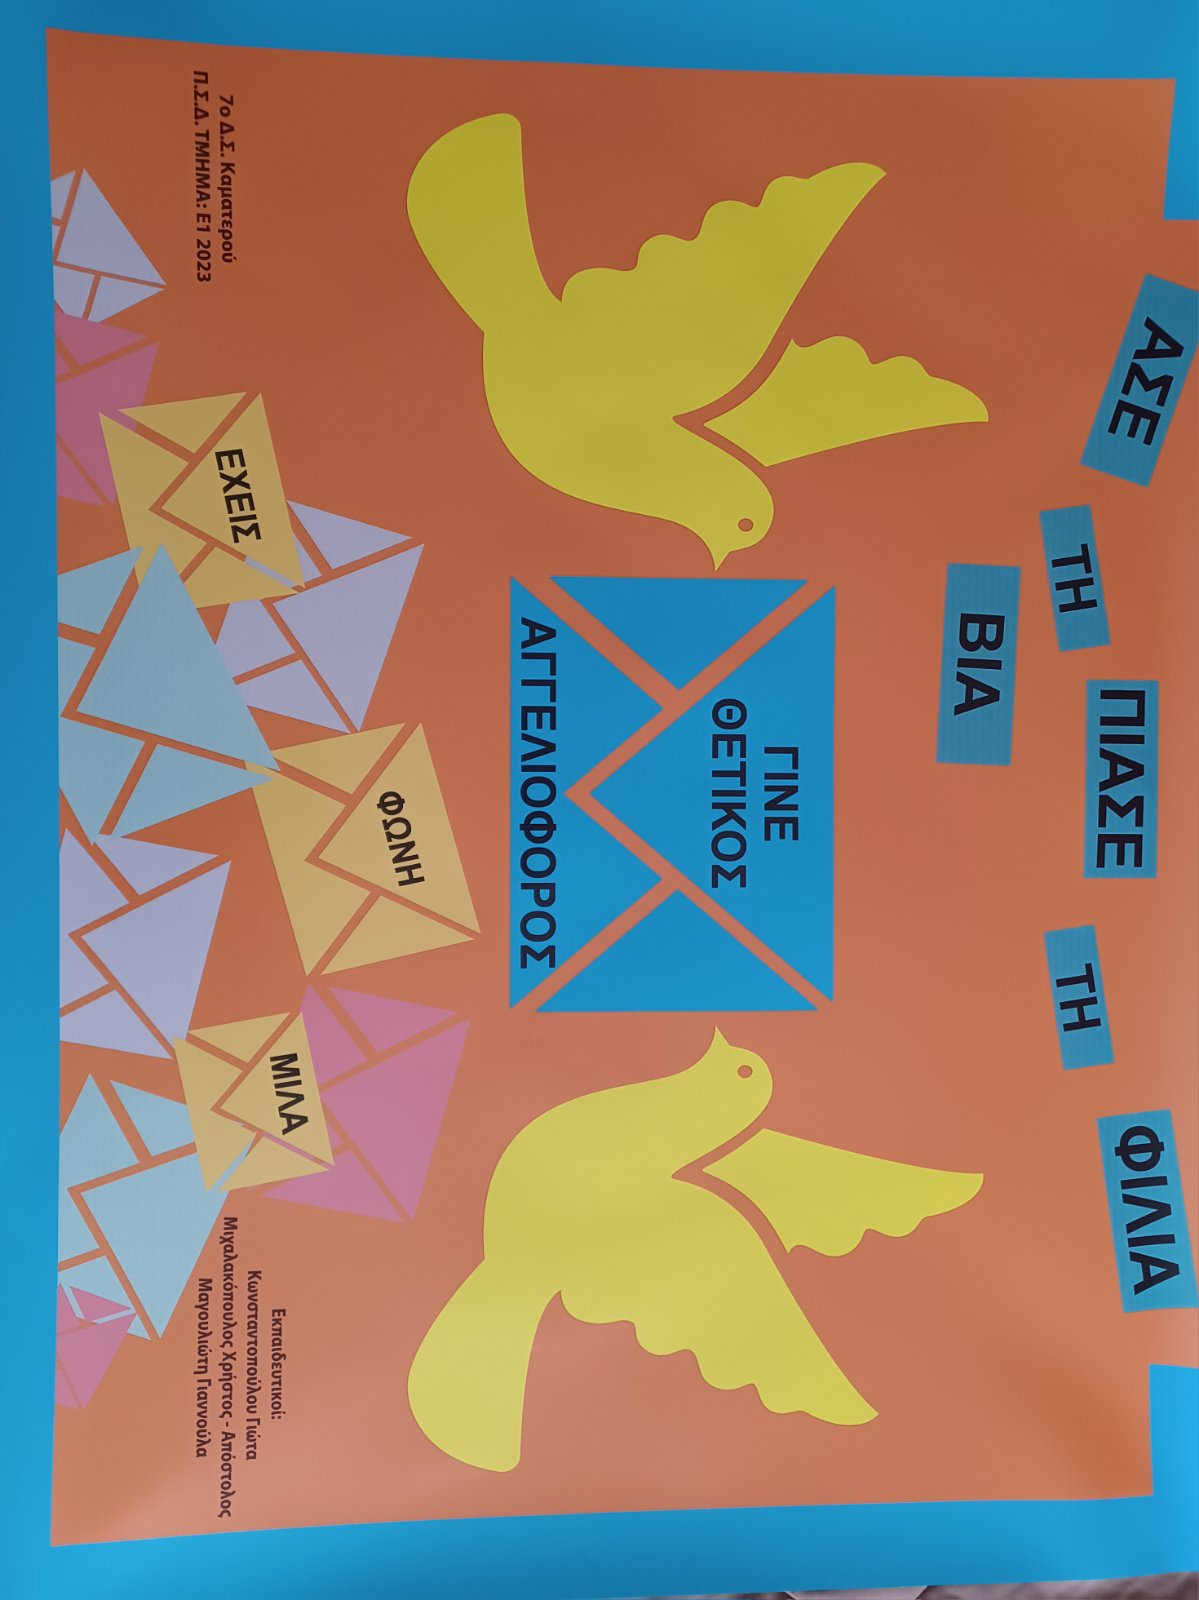 ΑΣΕ
ΤΗ
ΒΙΑ
ΠΙΑΣΕ
ΤΗ
ΦΙΛΙΑ
ΓΙΝΕ
ΘΕΤΙΚΟΣ
ΑΓΓΕΛΙΟΦΟΡΟΣ
ΕΧΕΙΣ
ΦΩΝΗ
ΜΙΛΑ
7ο Δ.Σ. Καματερού
Π.Σ.Δ. ΤΜΗΜΑ: Ε1 2023
Εκπαιδευτικοί:
Κωνσταντοπούλου Γιώτα
Μιχαλακόπουλος Χρήστος - Απόστολος
Μαγουλιώτη Γιαννούλα